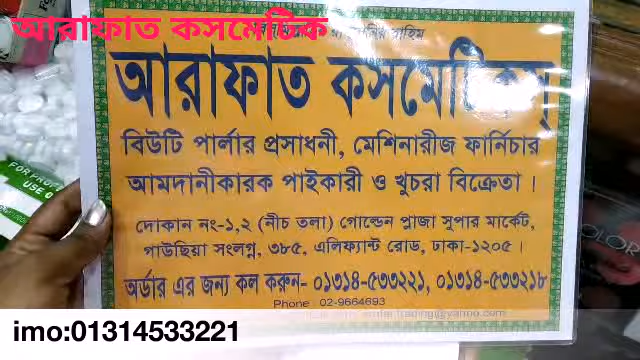 আরাফাত কসমেটিক
আরাফাত কসমেটিকস্
বিউটি পার্লার প্রসাধনী, মেশিনারীজ ফার্নিচার
আমদানীকারক পাইকারী ও খুচরা বিক্রেতা।
দোকান নং-১,২ (নীচ তলা) গোল্ডেন প্লাজা সুপার মার্কেট,
গাউছিয়া সংলগ্ন, ৩৮৫, এলিফ্যান্ট রোড, ঢাকা-১২০৫।
অর্ডার এর জন্য কল করুন- ০১৩১৪-৫৩৩২২১, ০১৩১৪-৫৩৩২১৮
Phone : 02-9664693
imo:01314533221